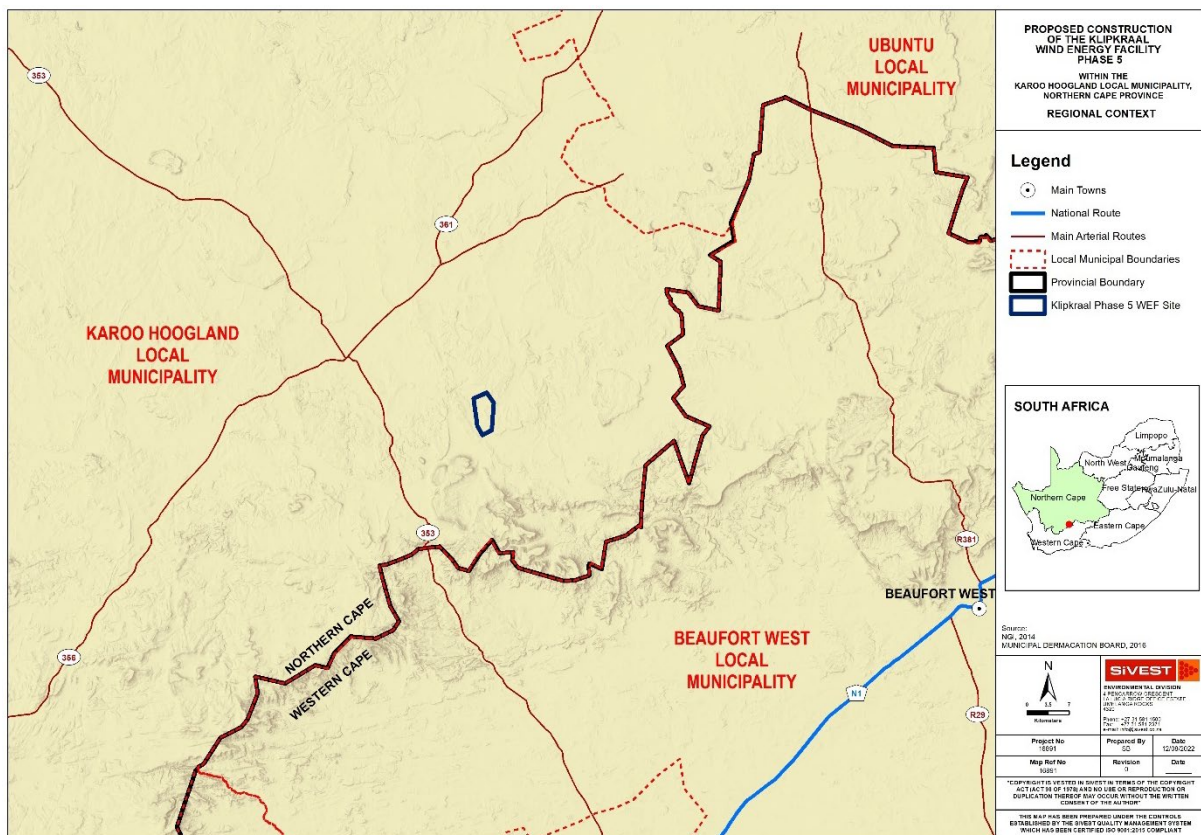 353
361
353
356
R381
N1
R29
UBUNTU
LOCAL
MUNICIPALITY
KAROO HOOGLAND
LOCAL
MUNICIPALITY
NORTHERN CAPE
WESTERN CAPE
BEAUFORT WEST
BEAUFORT WEST
LOCAL
MUNICIPALITY
PROPOSED CONSTRUCTION
OF THE KLIPKRAAL
WIND ENERGY FACILITY
PHASE 5
WITHIN THE
KAROO HOOGLAND LOCAL MUNICIPALITY,
NORTHERN CAPE PROVINCE
REGIONAL CONTEXT
Legend
Main Towns
National Route
Main Arterial Routes
Local Municipal Boundaries
Provincial Boundary
Klipkraal Phase 5 WEF Site
SOUTH AFRICA
Limpopo
North West
Mpumalanga
Gauteng
Free State
KwaZulu-Natal
Northern Cape
Eastern Cape
Western Cape
Source:
NGI, 2014
MUNICIPAL DERMACATION BOARD, 2016
N
0 3.5 7
Kilometers
SiVEST
ENVIRONMENTAL DIVISION
Project No
Prepared By
Date
SD
Map Ref No
Revision
Date
0
"COPYRIGHT IS VESTED IN SIVEST IN TERMS OF THE COPYRIGHT
ACT (ACT 98 OF 1978) AND NO USE OR REPRODUCTION OR
DUPLICATION THEREOF MAY OCCUR WITHOUT THE WRITTEN
CONSENT OF THE AUTHOR"
THIS MAP HAS BEEN PREPARED UNDER THE CONTROLS
ESTABLISHED BY THE SIVEST QUALITY MANAGEMENT SYSTEM
WHICH HAS BEEN CERTIFIED ISO 9001:2015 COMPLIANT